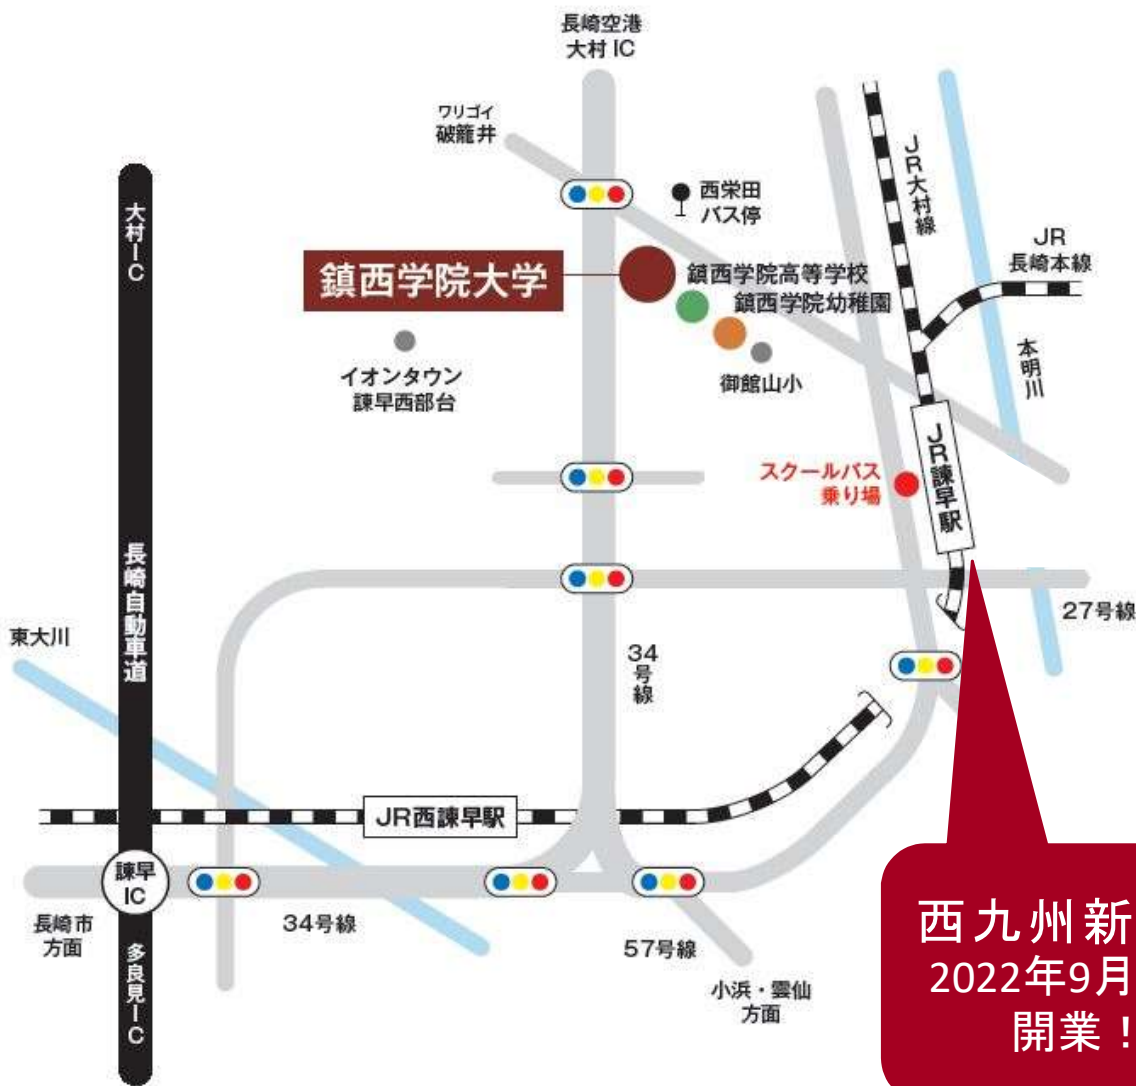 長崎空港
大村IC
ワリゴイ
破籠井
西栄田
バス停
JR大村線
JR
長崎本線
大村IC
鎮西学院大学
鎮西学院高等学校
鎮西学院幼稚園
イオンタウン
諫早西部台
御館山小
本明川
スクールバス
乗り場
JR諫早駅
長崎自動車道
27号線
東大川
34号線
JR西諫早駅
諫早
IC
長崎市
方面
34号線
57号線
多良見IC
小浜・雲仙
方面
西九州新
2022年9月
開業！